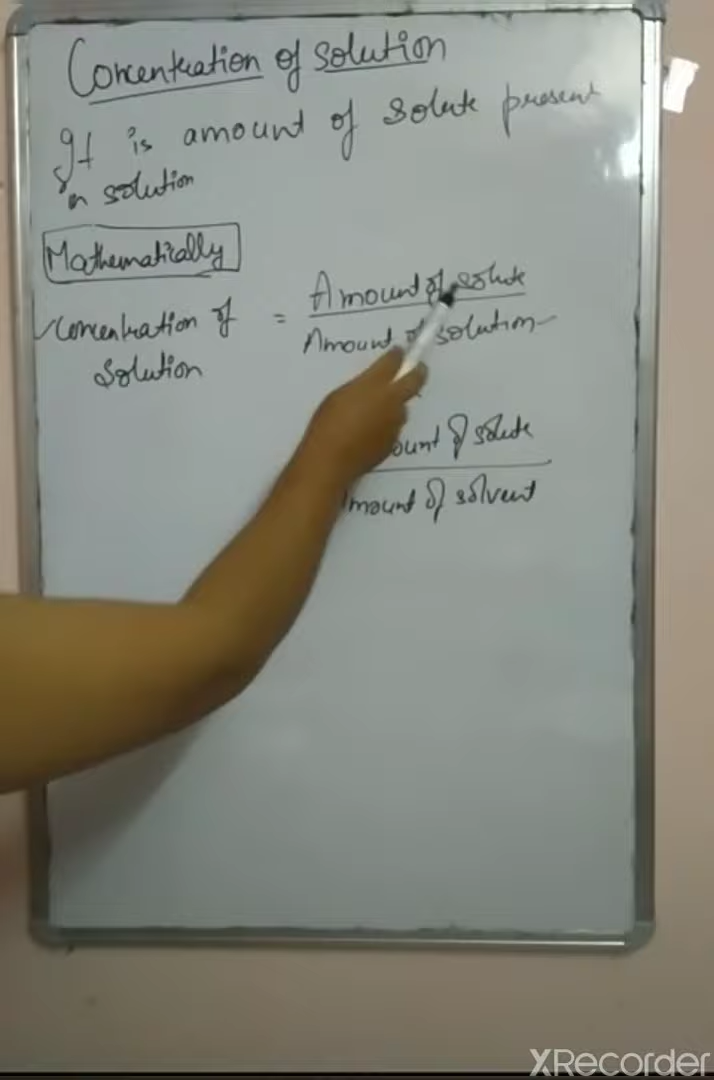 Concentration of solution
It is amount of solute present
in solution
Mathematically
Concentration of = Amount of solute
Solution Amount of solution
ount of solute
mount of solvent
XRecorder